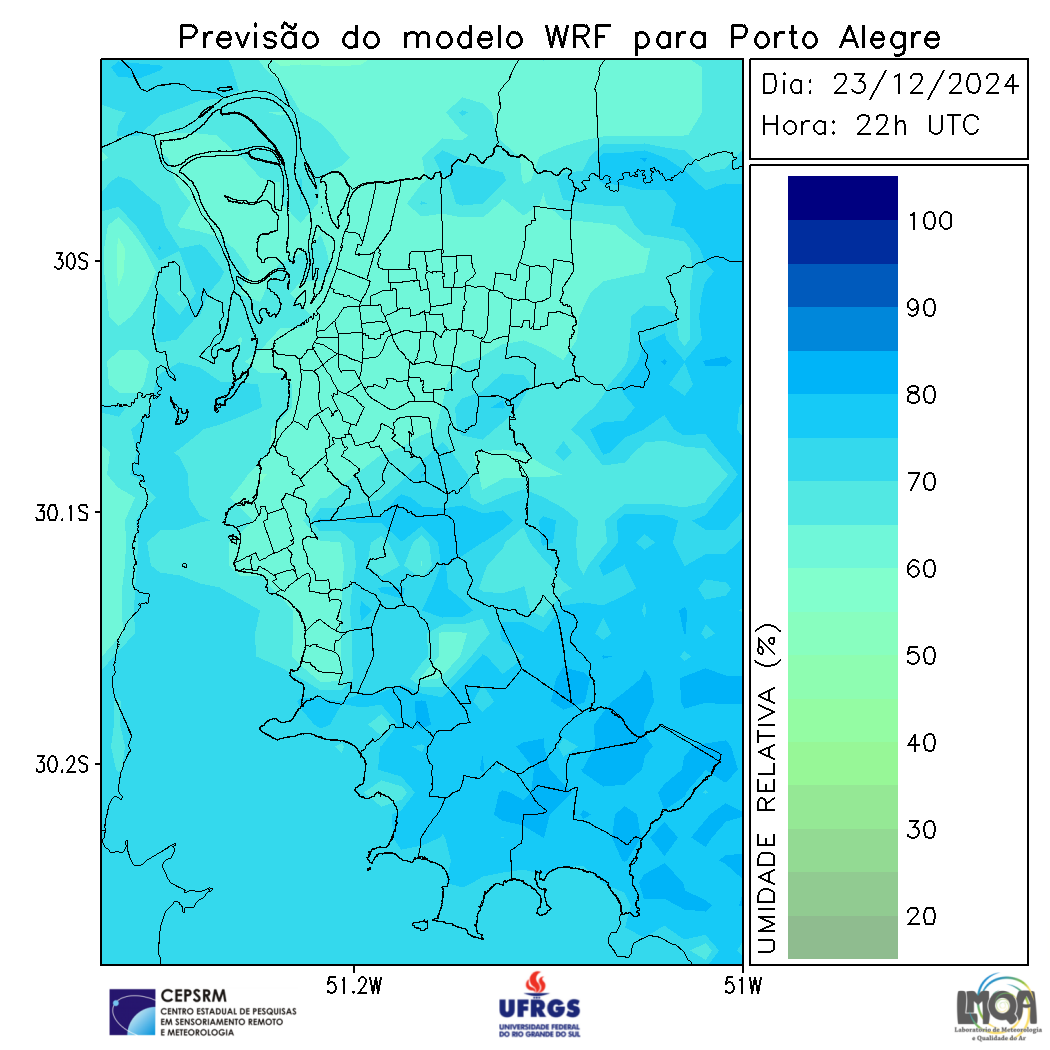 Previsão do modelo WRF para Porto Alegre
Dia: 23/12/2024
Hora: 22h UTC
100
90
80
70
60
50
40
30
20
UMIDADE RELATIVA (%)
30S
30.1S
30.2S
51.2W
51W
CEPSRM
CENTRO ESTADUAL DE PESQUISAS
EM SENSORIAMENTO REMOTO
E METEOROLOGIA
UFRGS
UNIVERSIDADE FEDERAL
DO RIO GRANDE DO SUL
LMQA
Laboratório de Meteorologia
e Qualidade do Ar